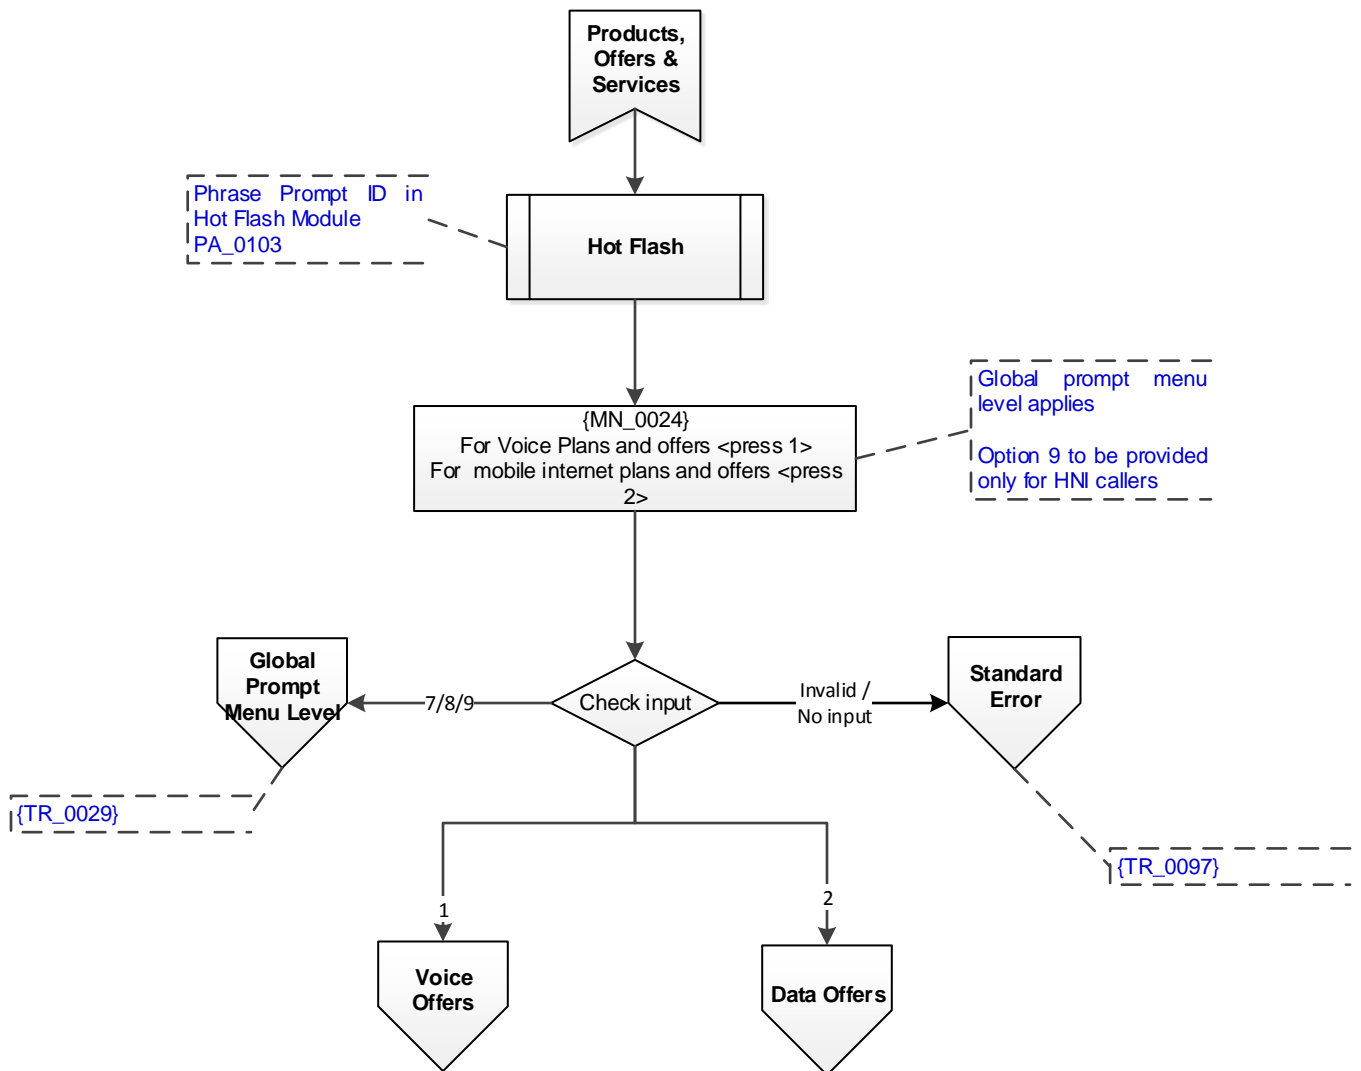 Products,
Offers &
Services
Phrase Prompt ID in
Hot Flash Module
PA_0103
Hot Flash
Global prompt menu
level applies
Option 9 to be provided
only for HNI callers
{MN_0024}
For Voice Plans and offers <press 1>
For mobile internet plans and offers <press
2>
Global
Prompt
Menu Level
7/8/9
Check input
Invalid /
No input
Standard
Error
{TR_0029}
{TR_0097}
1
2
Voice
Offers
Data Offers